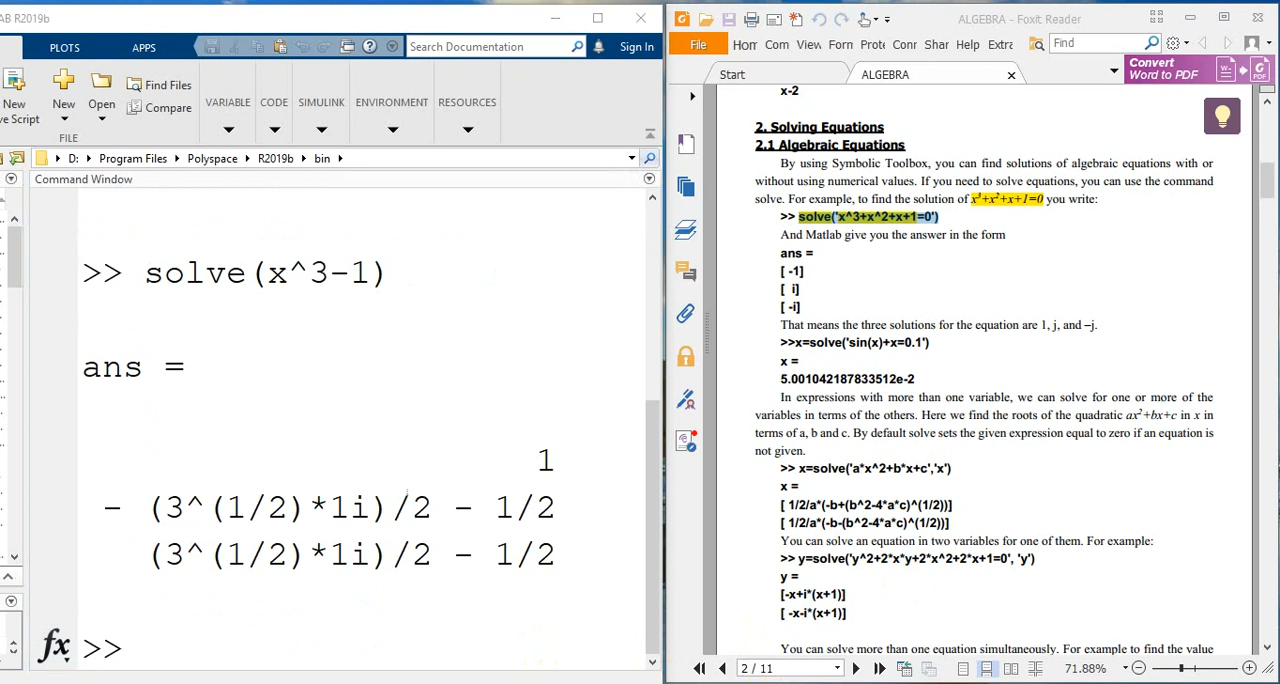 AB R2019b
PLOTS APPS Search Documentation Sign In
New
ve Script
New
Open
Find Files
Compare
FILE
VARIABLE CODE SIMULINK ENVIRONMENT RESOURCES
D: Program Files Polyspace R2019b bin
Command Window
>> solve(x^3-1)
ans =
1
- (3^(1/2)*1i)/2 - 1/2
(3^(1/2)*1i)/2 - 1/2
fx >>
ALGEBRA - Foxit Reader
File Hom Com View Form Prote Conr Shar Help Extra Find
Start ALGEBRA
Convert
Word to PDF
x-2
2. Solving Equations
2.1 Algebraic Equations
By using Symbolic Toolbox, you can find solutions of algebraic equations with or
without using numerical values. If you need to solve equations, you can use the command
solve. For example, to find the solution of x³+x²+x+1=0 you write:
>> solve('x^3+x^2+x+1=0')
And Matlab give you the answer in the form
ans =
[ -1]
[ i]
[ -i]
That means the three solutions for the equation are 1, j, and –j.
>>x=solve('sin(x)+x=0.1')
x =
5.001042187833512e-2
In expressions with more than one variable, we can solve for one or more of the
variables in terms of the others. Here we find the roots of the quadratic ax²+bx+c in x in
terms of a, b and c. By default solve sets the given expression equal to zero if an equation is
not given.
>> x=solve('a*x^2+b*x+c','x')
x =
[ 1/2/a*(-b+(b^2-4*a*c)^(1/2))]
[ 1/2/a*(-b-(b^2-4*a*c)^(1/2))]
You can solve an equation in two variables for one of them. For example:
>> y=solve('y^2+2*x*y+2*x^2+2*x+1=0', 'y')
y =
[-x+i*(x+1)]
[ -x-i*(x+1)]
You can solve more than one equation simultaneously. For example to find the value
2 / 11 71.88%